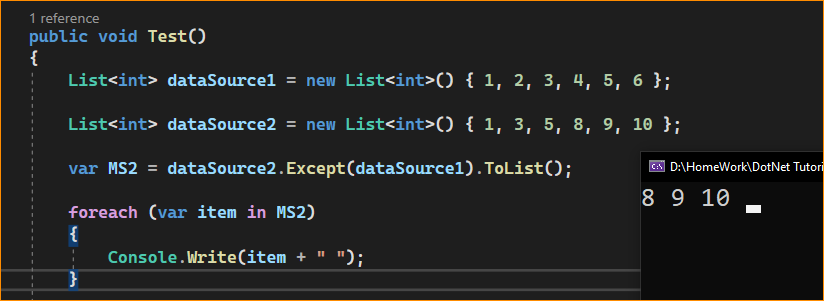 1 reference
public void Test()
{
List<int> dataSource1 = new List<int>() { 1, 2, 3, 4, 5, 6 };
List<int> dataSource2 = new List<int>() { 1, 3, 5, 8, 9, 10 };
var MS2 = dataSource2.Except(dataSource1).ToList();
foreach (var item in MS2)
{
Console.Write(item + " ");
}
D:\HomeWork\DotNet Tutori
8 9 10